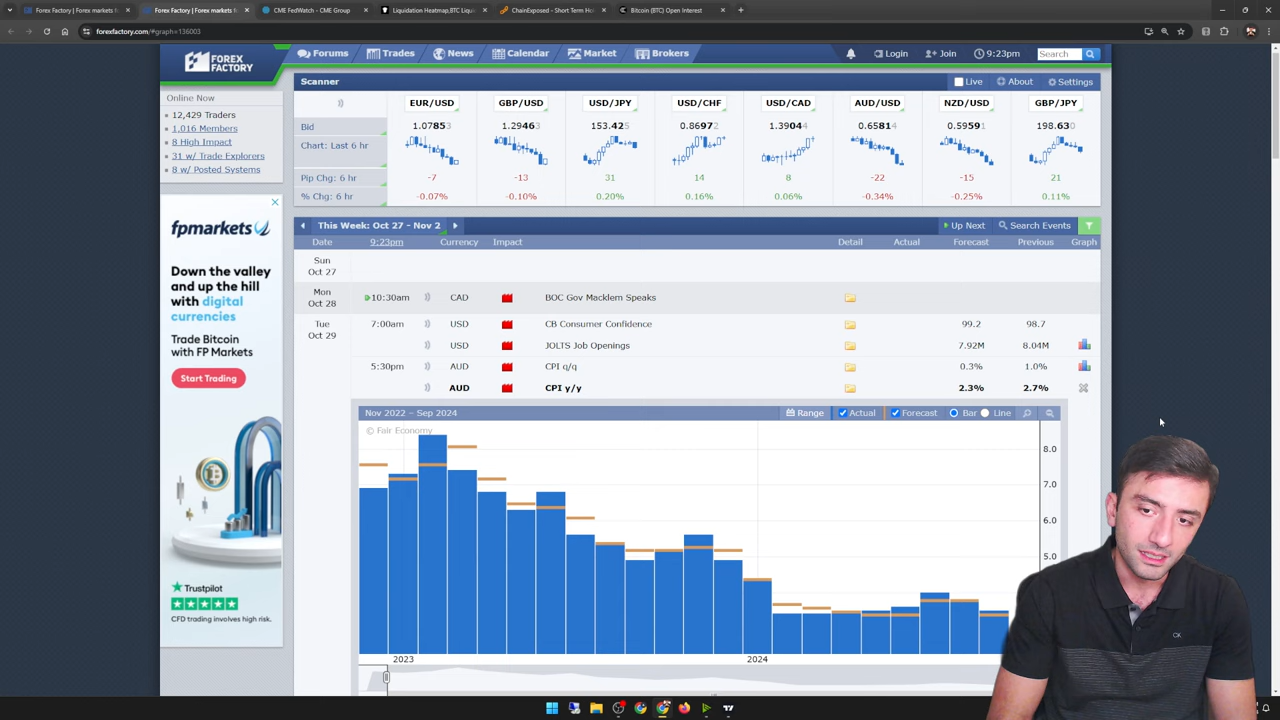 Forex Factory | Forex markets f
Forex Factory | Forex markets f
CME FedWatch - CME Group
Liquidation Heatmap,BTC Liqui
ChainExposed - Short Term Ho
Bitcoin (BTC) Open Interest
forexfactory.com/#graph=136003
FOREX FACTORY
Forums
Trades
News
Calendar
Market
Brokers
Login
Join
9:23pm
Search
Online Now
12,429 Traders
1,016 Members
8 High Impact
31 w/ Trade Explorers
8 w/ Posted Systems
Scanner
Live
About
Settings
EUR/USD GBP/USD USD/JPY USD/CHF USD/CAD AUD/USD NZD/USD GBP/JPY
Bid 1.07853 1.29463 153.425 0.86972 1.39044 0.65814 0.59591 198.630
Chart: Last 6 hr
Pip Chg: 6 hr -7 -13 31 14 8 -22 -15 21
% Chg: 6 hr -0.07% -0.10% 0.20% 0.16% 0.06% -0.34% -0.25% 0.11%
This Week: Oct 27 - Nov 2
Up Next
Search Events
Date 9:23pm Currency Impact Detail Actual Forecast Previous Graph
Sun
Oct 27
Mon
Oct 28
10:30am CAD BOC Gov Macklem Speaks
Tue
Oct 29
7:00am USD CB Consumer Confidence 99.2 98.7
USD JOLTS Job Openings 7.92M 8.04M
5:30pm AUD CPI q/q 0.3% 1.0%
AUD CPI y/y 2.3% 2.7%
Nov 2022 – Sep 2024
Range
Actual
Forecast
Bar
Line
© Fair Economy
8.0
7.0
6.0
5.0
2023
2024
fpmarkets
Down the valley
and up the hill
with digital
currencies
Trade Bitcoin
with FP Markets
Start Trading
Trustpilot
CFD trading involves high risk.
CK